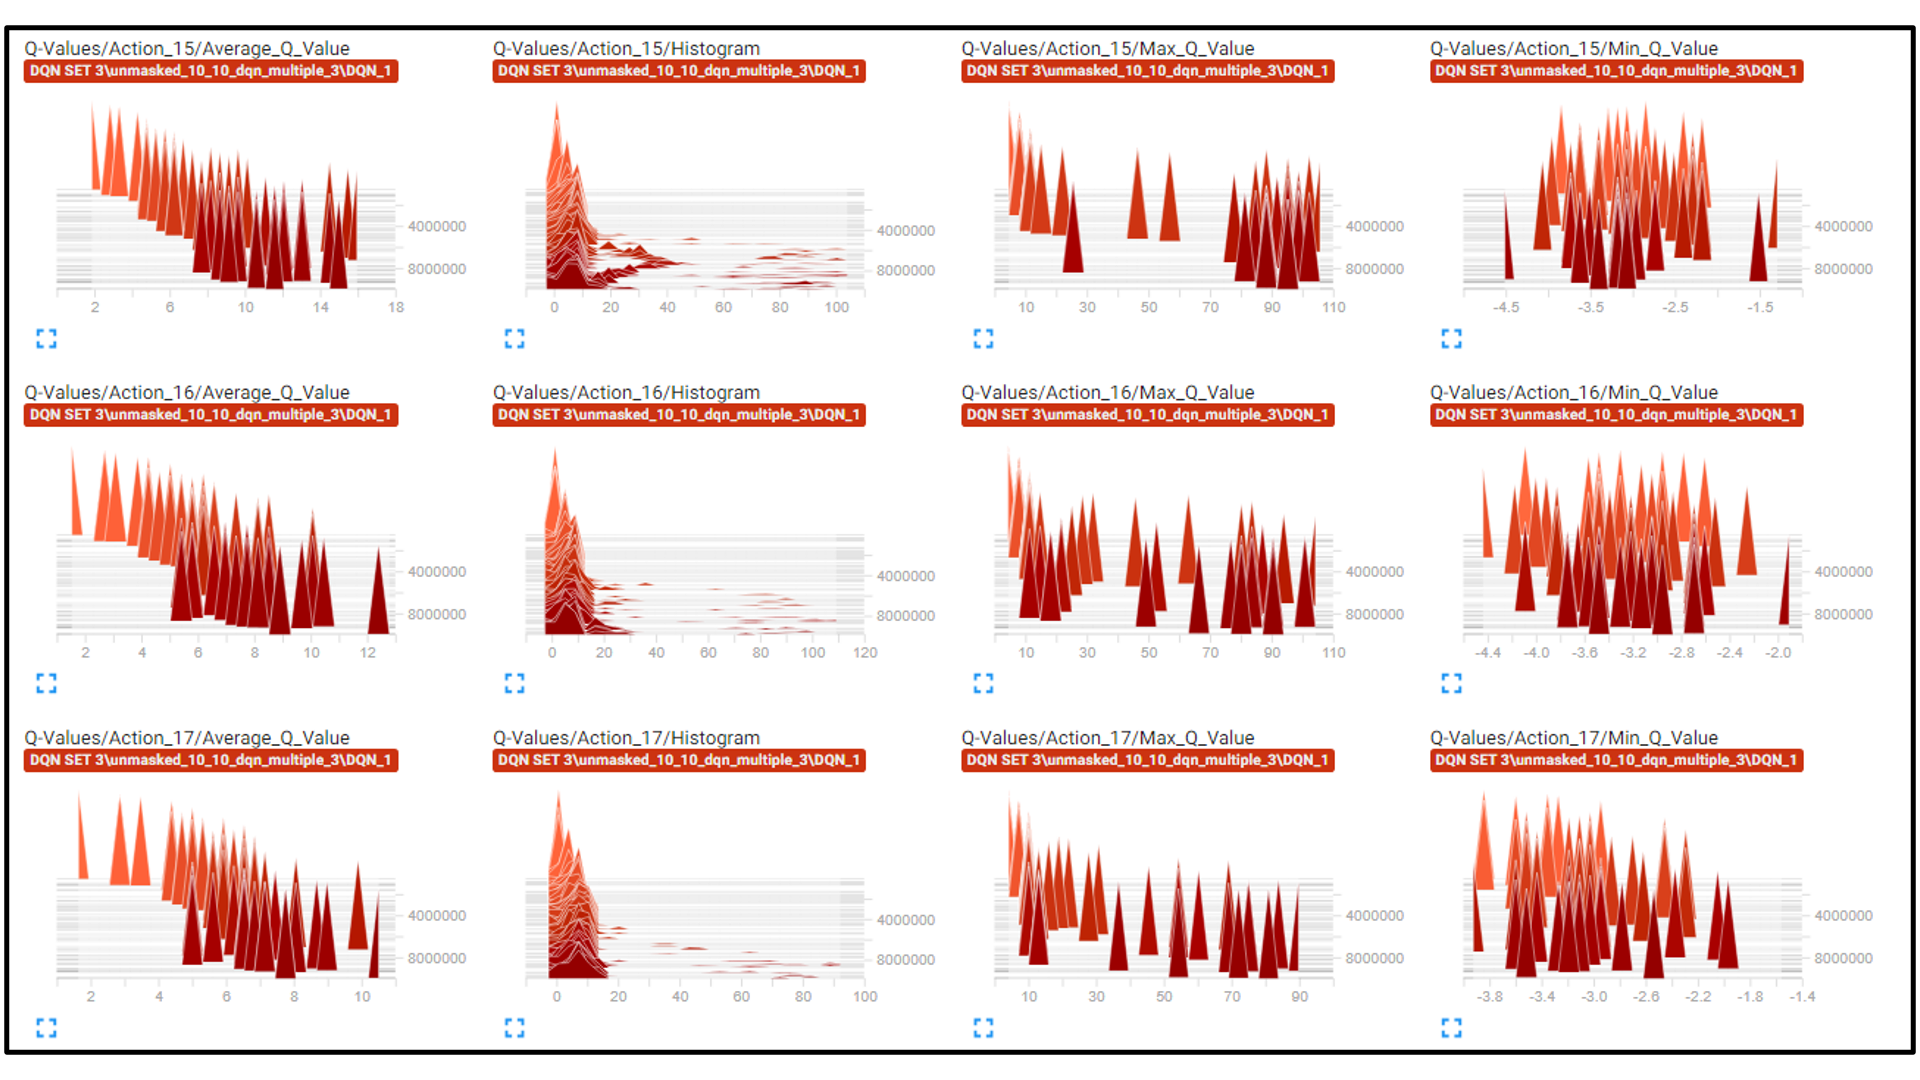 Q-Values/Action_15/Average_Q_Value
DQN SET 3\unmasked_10_10_dqn_multiple_3\DQN_1
4000000
8000000
2 6 10 14 18
Q-Values/Action_15/Histogram
DQN SET 3\unmasked_10_10_dqn_multiple_3\DQN_1
4000000
8000000
0 20 40 60 80 100
Q-Values/Action_15/Max_Q_Value
DQN SET 3\unmasked_10_10_dqn_multiple_3\DQN_1
4000000
8000000
10 30 50 70 90 110
Q-Values/Action_15/Min_Q_Value
DQN SET 3\unmasked_10_10_dqn_multiple_3\DQN_1
4000000
8000000
-4.5 -3.5 -2.5 -1.5
Q-Values/Action_16/Average_Q_Value
DQN SET 3\unmasked_10_10_dqn_multiple_3\DQN_1
4000000
8000000
2 4 6 8 10 12
Q-Values/Action_16/Histogram
DQN SET 3\unmasked_10_10_dqn_multiple_3\DQN_1
4000000
8000000
0 20 40 60 80 100 120
Q-Values/Action_16/Max_Q_Value
DQN SET 3\unmasked_10_10_dqn_multiple_3\DQN_1
4000000
8000000
10 30 50 70 90 110
Q-Values/Action_16/Min_Q_Value
DQN SET 3\unmasked_10_10_dqn_multiple_3\DQN_1
4000000
8000000
-4.4 -4.0 -3.6 -3.2 -2.8 -2.4 -2.0
Q-Values/Action_17/Average_Q_Value
DQN SET 3\unmasked_10_10_dqn_multiple_3\DQN_1
4000000
8000000
2 4 6 8 10
Q-Values/Action_17/Histogram
DQN SET 3\unmasked_10_10_dqn_multiple_3\DQN_1
4000000
8000000
0 20 40 60 80 100
Q-Values/Action_17/Max_Q_Value
DQN SET 3\unmasked_10_10_dqn_multiple_3\DQN_1
4000000
8000000
10 30 50 70 90
Q-Values/Action_17/Min_Q_Value
DQN SET 3\unmasked_10_10_dqn_multiple_3\DQN_1
4000000
8000000
-3.8 -3.4 -3.0 -2.6 -2.2 -1.8 -1.4